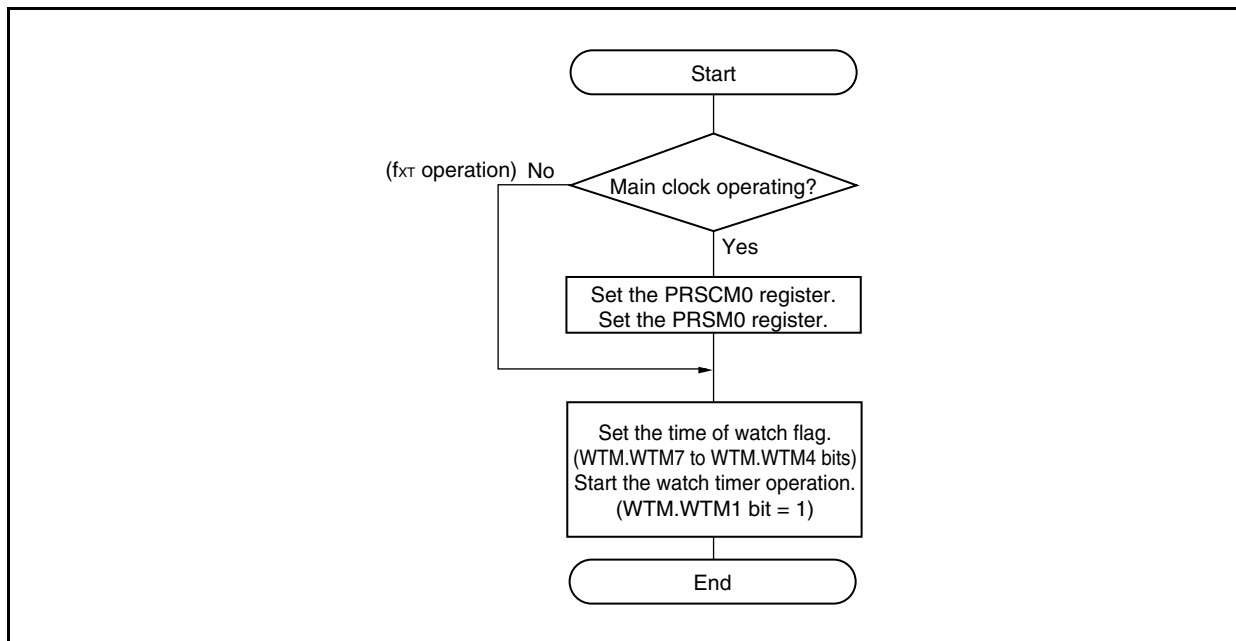 Start
(fXT operation) No
Main clock operating?
Yes
Set the PRSCM0 register.
Set the PRSM0 register.
Set the time of watch flag.
(WTM.WTM7 to WTM.WTM4 bits)
Start the watch timer operation.
(WTM.WTM1 bit = 1)
End